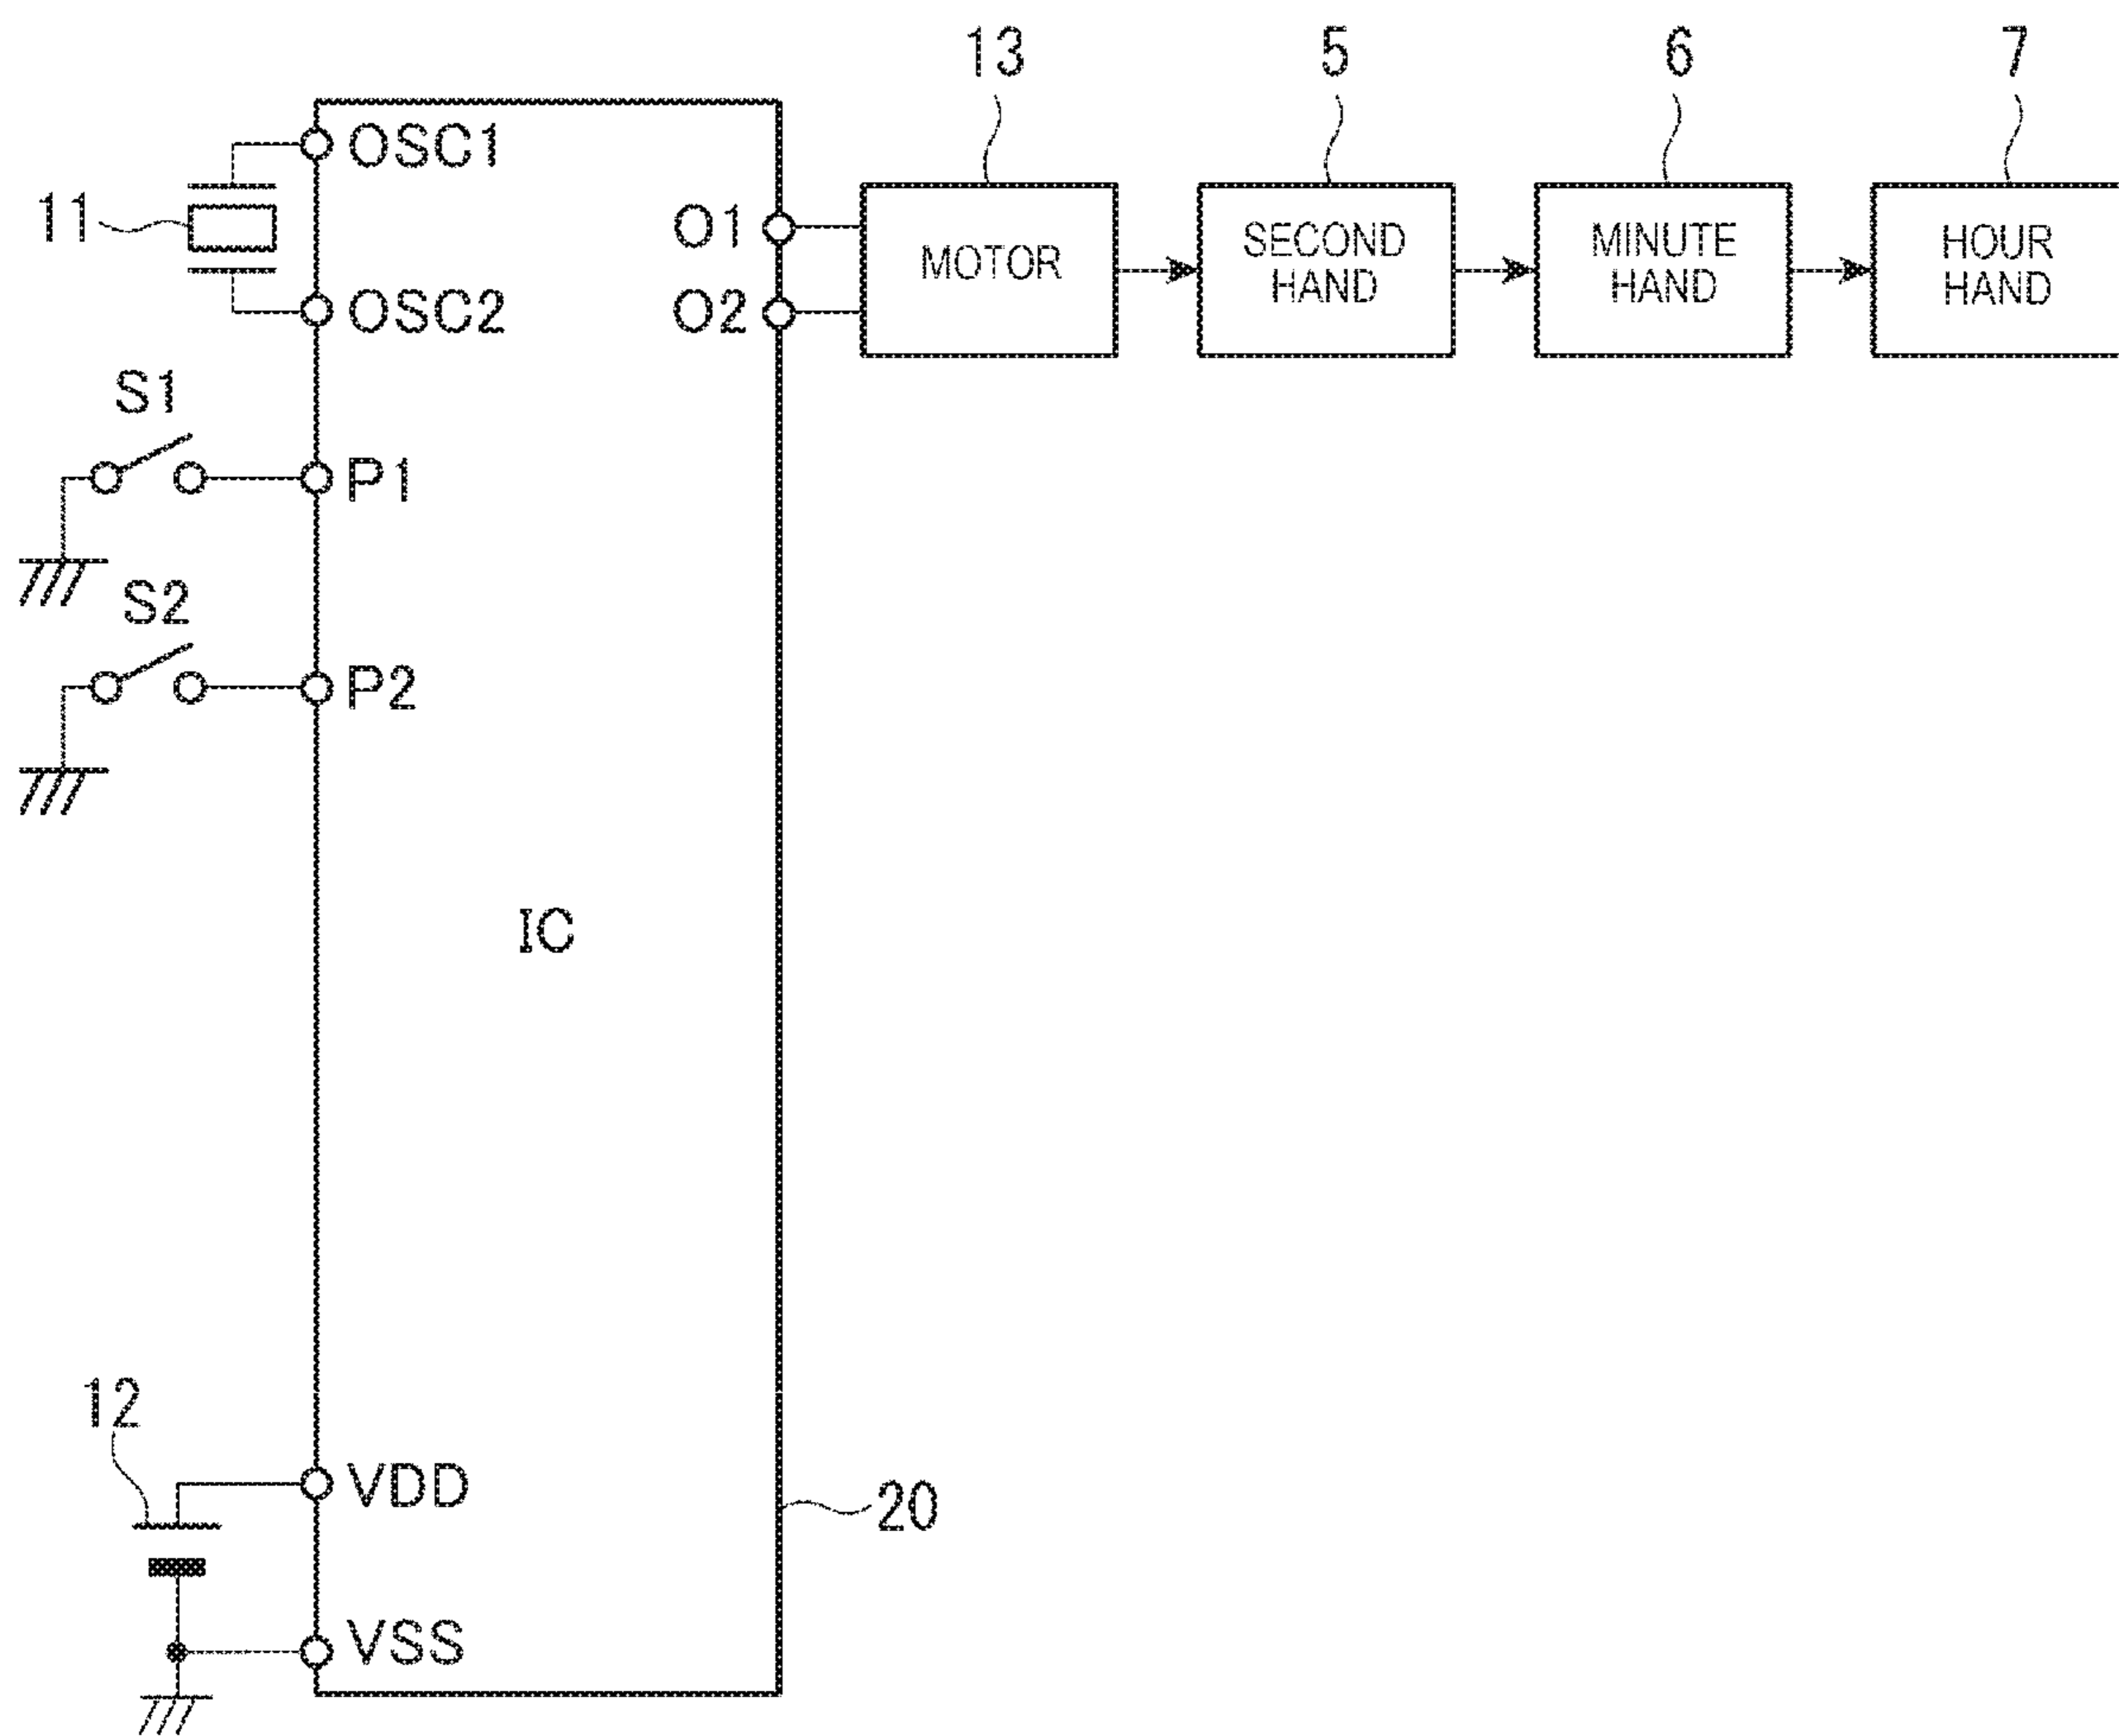 13
5
6
7
OSC1
11
O1
MOTOR
SECOND
HAND
MINUTE
HAND
HOUR
HAND
OSC2
O2
S1
P1
S2
P2
IC
12
VDD
20
VSS